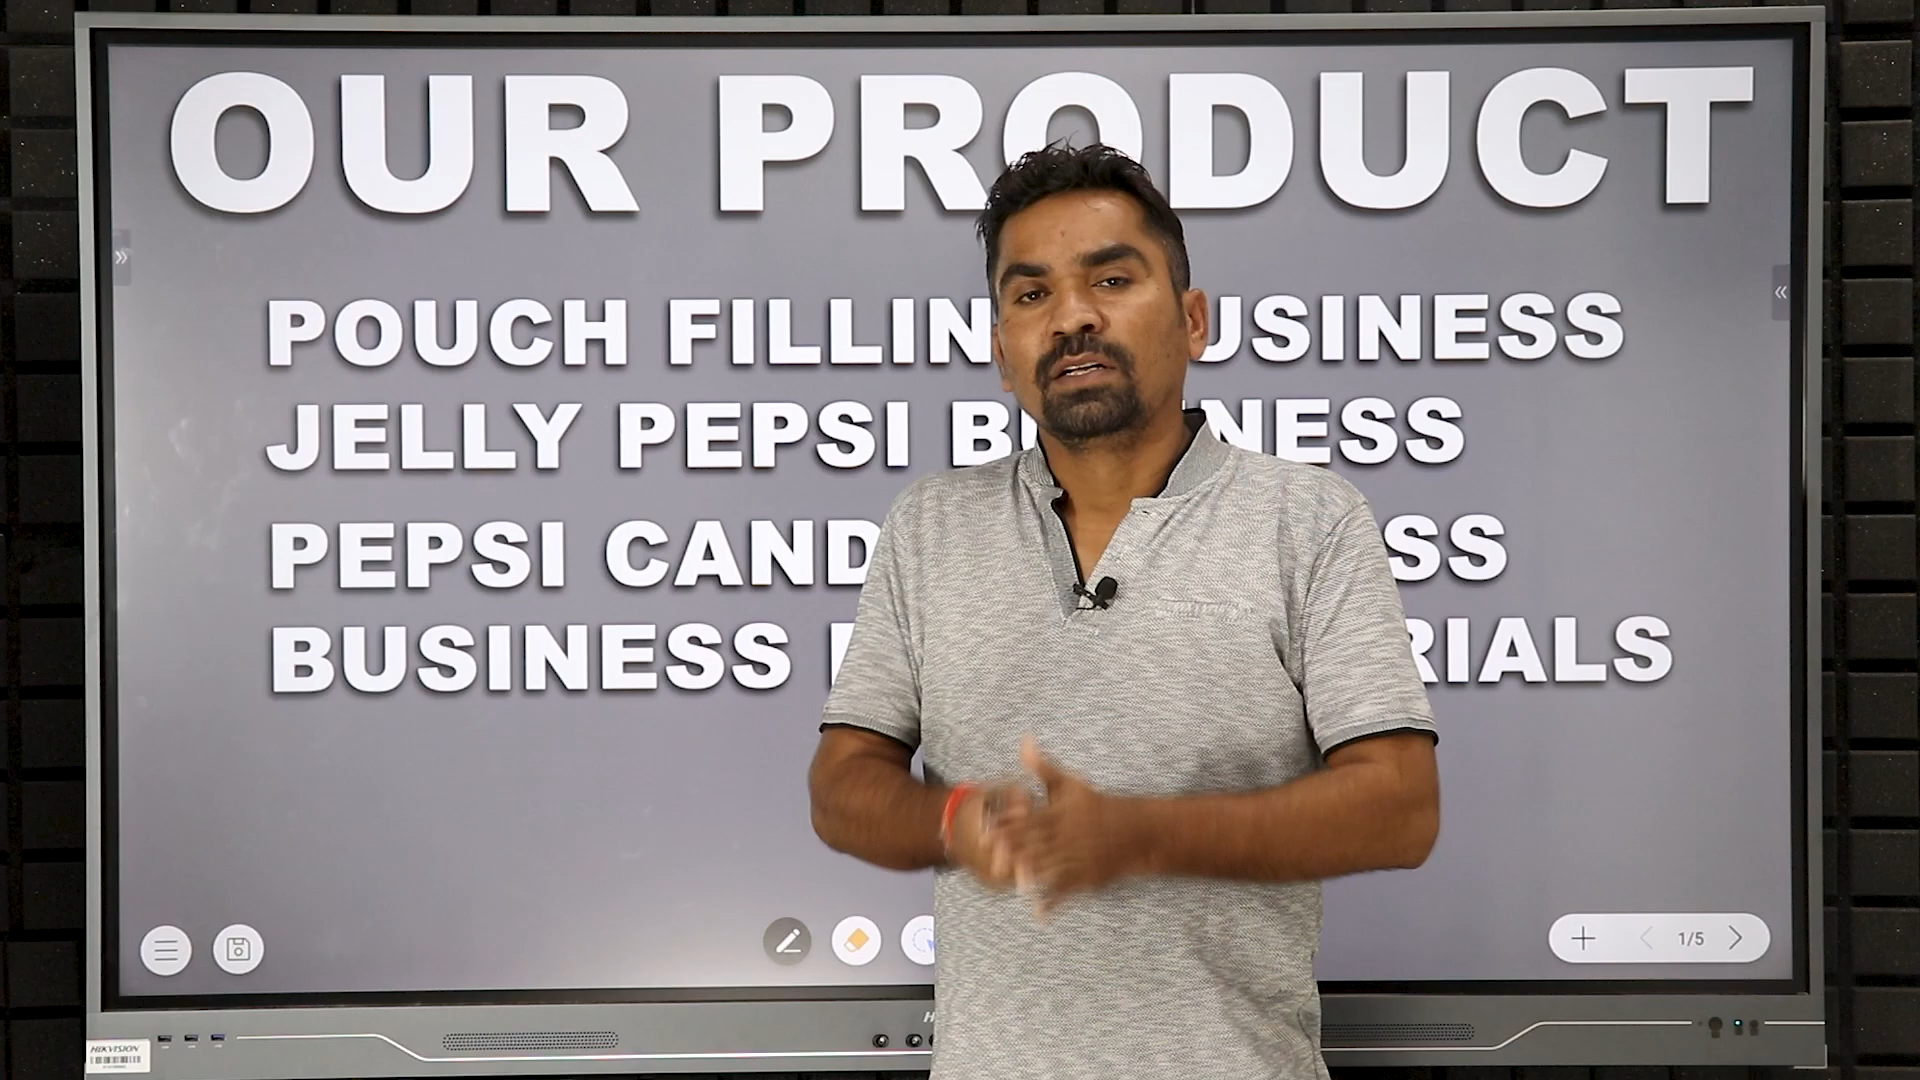 OUR PRODUCT
POUCH FILLIN USINESS
JELLY PEPSI B NESS
PEPSI CAND SS
BUSINESS RIALS
1/5
HIKVISION